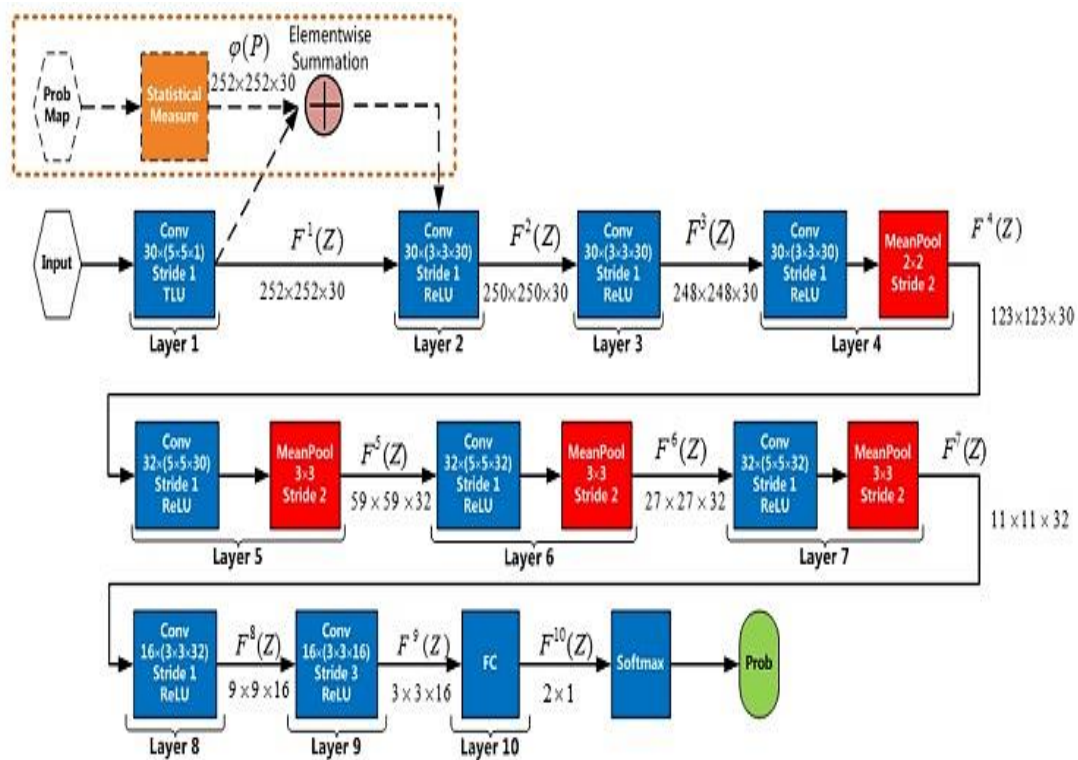 φ(P)
Elementwise
Summation
252×252×30
Prob
Map
Statistical
Measure
Input
Conv
30×(5×5×1)
Stride 1
TLU
Layer 1
F¹(Z)
252×252×30
Conv
30×(3×3×30)
Stride 1
ReLU
Layer 2
F²(Z)
250×250×30
Conv
30×(3×3×30)
Stride 1
ReLU
Layer 3
F³(Z)
248×248×30
Conv
30×(3×3×30)
Stride 1
ReLU
MeanPool
2×2
Stride 2
Layer 4
F⁴(Z)
123×123×30
Conv
32×(5×5×30)
Stride 1
ReLU
MeanPool
3×3
Stride 2
Layer 5
F⁵(Z)
59×59×32
Conv
32×(5×5×32)
Stride 1
ReLU
MeanPool
3×3
Stride 2
Layer 6
F⁶(Z)
27×27×32
Conv
32×(5×5×32)
Stride 1
ReLU
MeanPool
3×3
Stride 2
Layer 7
F⁷(Z)
11×11×32
Conv
16×(3×3×32)
Stride 1
ReLU
Layer 8
F⁸(Z)
9×9×16
Conv
16×(3×3×16)
Stride 3
ReLU
Layer 9
F⁹(Z)
3×3×16
FC
Layer 10
F¹⁰(Z)
2×1
Softmax
Prob